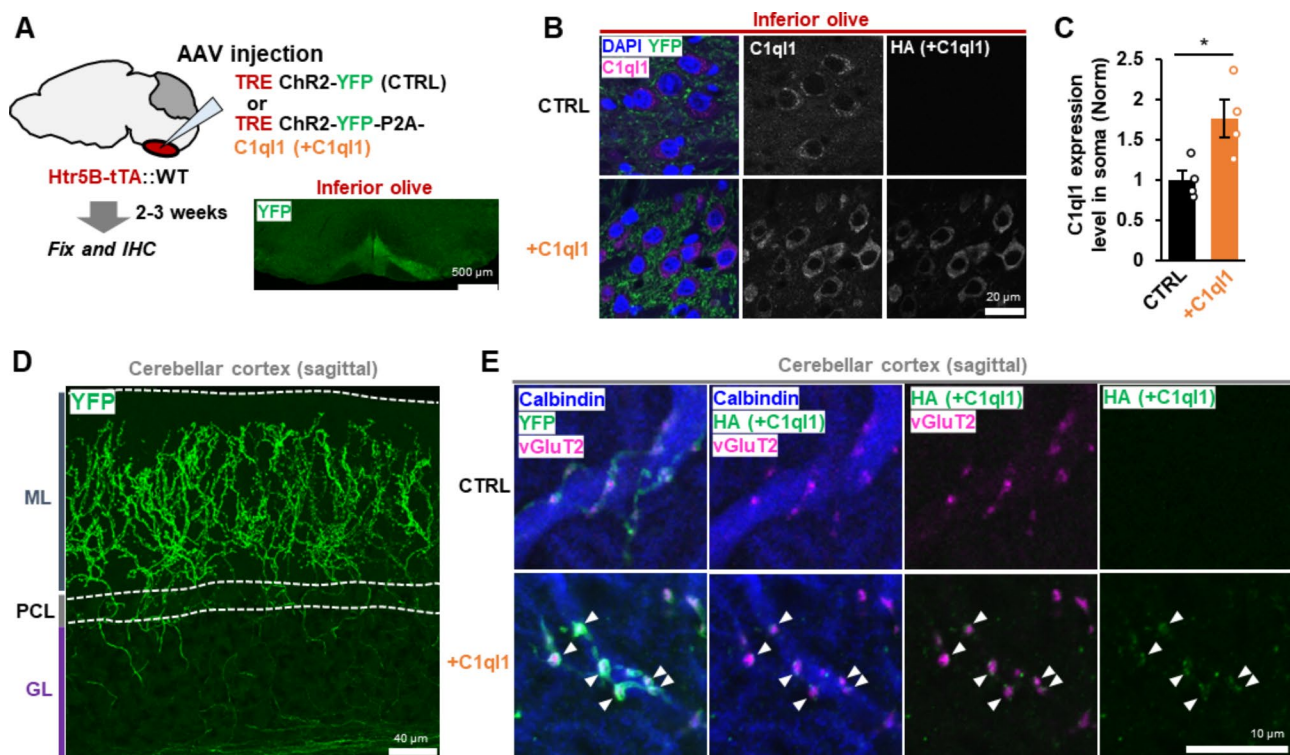 A
AAV injection
TRE ChR2-YFP (CTRL)
or
TRE ChR2-YFP-P2A-
C1ql1 (+C1ql1)
Htr5B-tTA::WT
2-3 weeks
Fix and IHC
Inferior olive
YFP
500 µm
B
Inferior olive
DAPI YFP
C1ql1
C1ql1
HA (+C1ql1)
CTRL
+C1ql1
20 µm
C
C1ql1 expression
level in soma (Norm)
2.5
2
1.5
1
0.5
0
*
CTRL
+C1ql1
D
Cerebellar cortex (sagittal)
YFP
ML
PCL
GL
40 µm
E
Cerebellar cortex (sagittal)
Calbindin
YFP
vGluT2
Calbindin
HA (+C1ql1)
vGluT2
HA (+C1ql1)
vGluT2
HA (+C1ql1)
CTRL
+C1ql1
10 µm